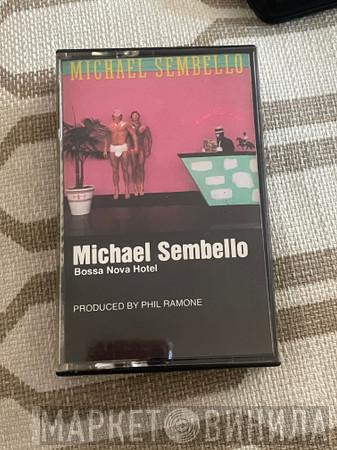 MICHAEL SEMBELLO
Michael Sembello
Bossa Nova Hotel
PRODUCED BY PHIL RAMONE
МАРКЕТ ВИНИЛА